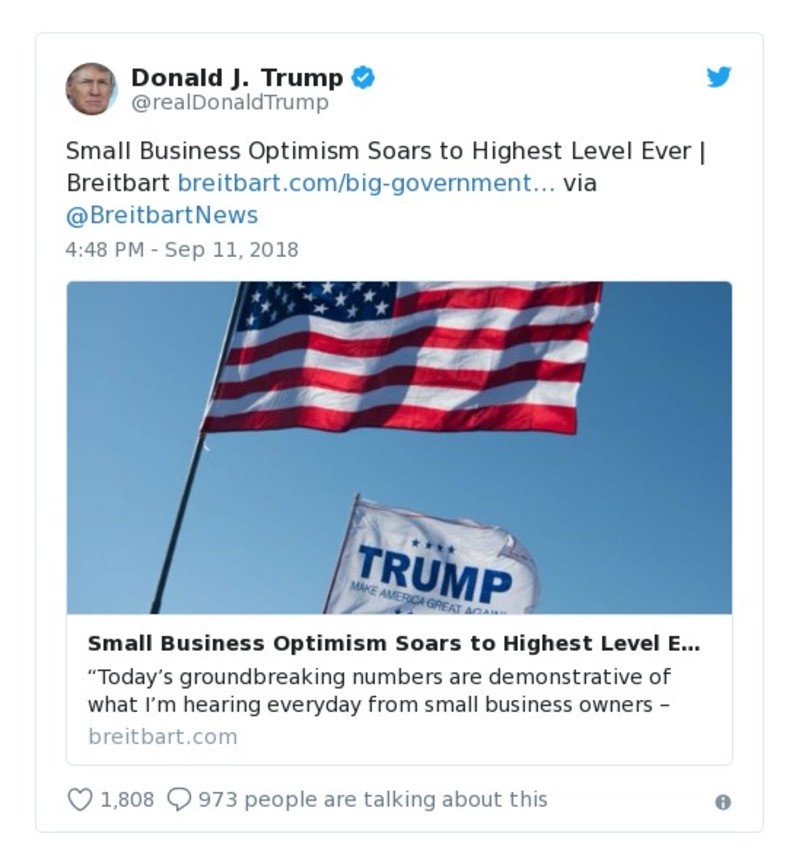 Donald J. Trump
@realDonaldTrump
Small Business Optimism Soars to Highest Level Ever |
Breitbart breitbart.com/big-government… via
@BreitbartNews
4:48 PM - Sep 11, 2018
TRUMP
MAKE AMERICA GREAT AGAIN!
Small Business Optimism Soars to Highest Level E...
“Today’s groundbreaking numbers are demonstrative of
what I’m hearing everyday from small business owners –
breitbart.com
1,808 973 people are talking about this